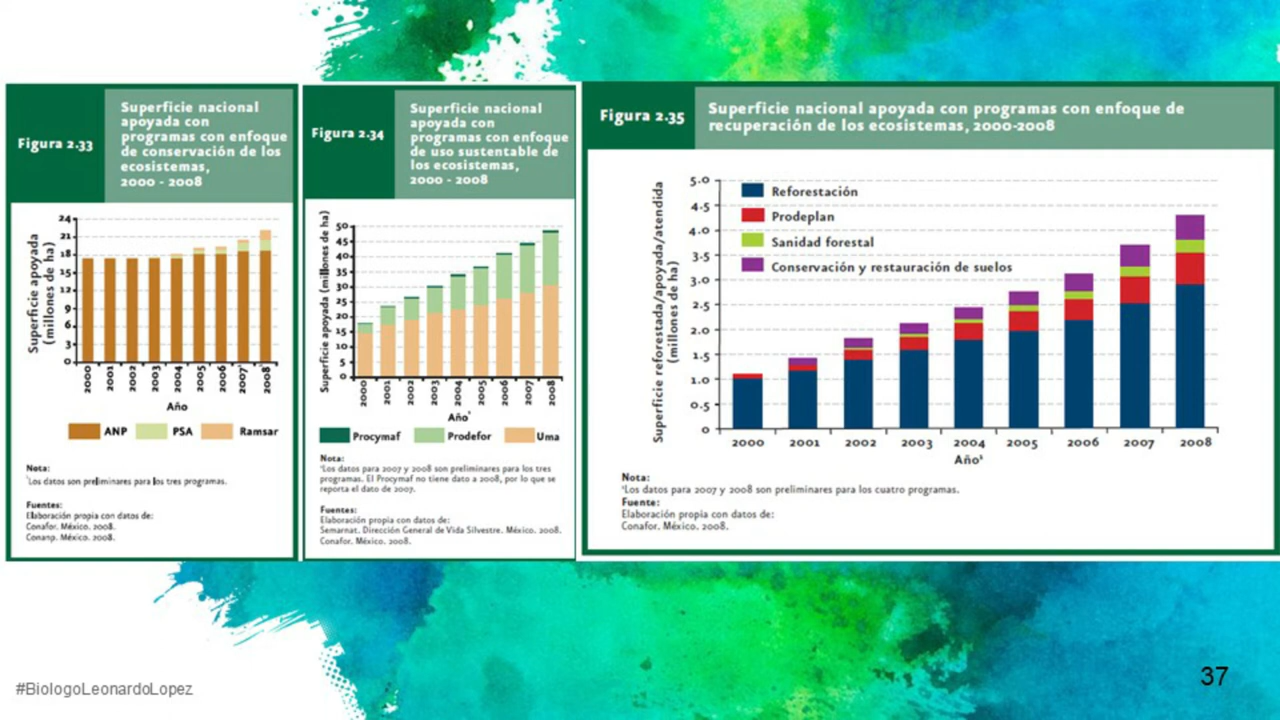 Figura 2.33
Superficie nacional
apoyada con
programas con enfoque
de conservación de los
ecosistemas,
2000 - 2008
Superficie apoyada
(millones de ha)
24
21
18
15
12
9
6
3
0
2000
2001
2002
2003
2004
2005
2006
2007¹
2008¹
Año
ANP
PSA
Ramsar
Nota:
¹Los datos son preliminares para los tres programas.
Fuentes:
Elaboración propia con datos de:
Conafor. México. 2008.
Conanp. México. 2008.
Figura 2.34
Superficie nacional
apoyada con
programas con enfoque
de uso sustentable de
los ecosistemas,
2000 - 2008
Superficie apoyada (millones de ha)
50
45
40
35
30
25
20
15
10
5
0
2000
2001
2002
2003
2004
2005
2006
2007
2008
Año¹
Procymaf
Prodefor
Uma
Nota:
¹Los datos para 2007 y 2008 son preliminares para los tres
programas. El Procymaf no tiene dato a 2008, por lo que se
reporta el dato de 2007.
Fuentes:
Elaboración propia con datos de:
Semarnat. Dirección General de Vida Silvestre. México. 2008.
Conafor. México. 2008.
Figura 2.35
Superficie nacional apoyada con programas con enfoque de
recuperación de los ecosistemas, 2000-2008
Superficie reforestada/apoyada/atendida
(millones de ha)
5.0
4.5
4.0
3.5
3.0
2.5
2.0
1.5
1.0
0.5
0
Reforestación
Prodeplan
Sanidad forestal
Conservación y restauración de suelos
2000
2001
2002
2003
2004
2005
2006
2007
2008
Año¹
Nota:
¹Los datos para 2007 y 2008 son preliminares para los cuatro programas.
Fuente:
Elaboración propia con datos de:
Conafor. México. 2008.
#BiologoLeonardoLopez
37